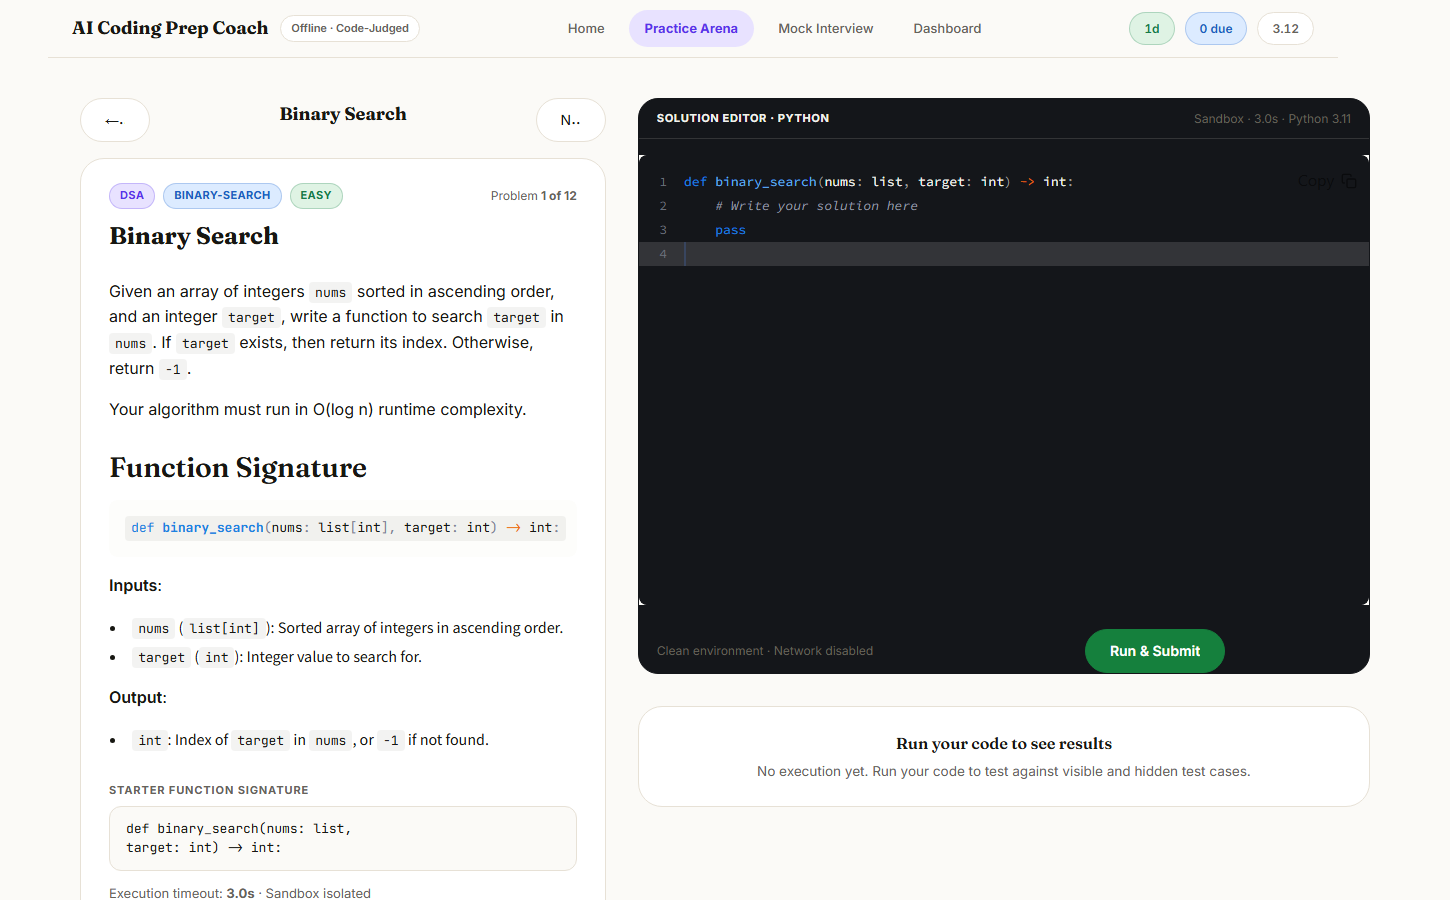 AI Coding Prep Coach
Offline · Code-Judged
Home
Practice Arena
Mock Interview
Dashboard
1d
0 due
3.12
←.
Binary Search
N..
DSA
BINARY-SEARCH
EASY
Problem 1 of 12
Binary Search
Given an array of integers nums sorted in ascending order,
and an integer target, write a function to search target in
nums. If target exists, then return its index. Otherwise,
return -1.
Your algorithm must run in O(log n) runtime complexity.
Function Signature
def binary_search(nums: list[int], target: int) -> int:
Inputs:
• nums (list[int]): Sorted array of integers in ascending order.
• target (int): Integer value to search for.
Output:
• int: Index of target in nums, or -1 if not found.
STARTER FUNCTION SIGNATURE
def binary_search(nums: list,
target: int) -> int:
Execution timeout: 3.0s · Sandbox isolated
SOLUTION EDITOR · PYTHON
Sandbox · 3.0s · Python 3.11
Copy
1 def binary_search(nums: list, target: int) -> int:
2 # Write your solution here
3 pass
4
Clean environment · Network disabled
Run & Submit
Run your code to see results
No execution yet. Run your code to test against visible and hidden test cases.